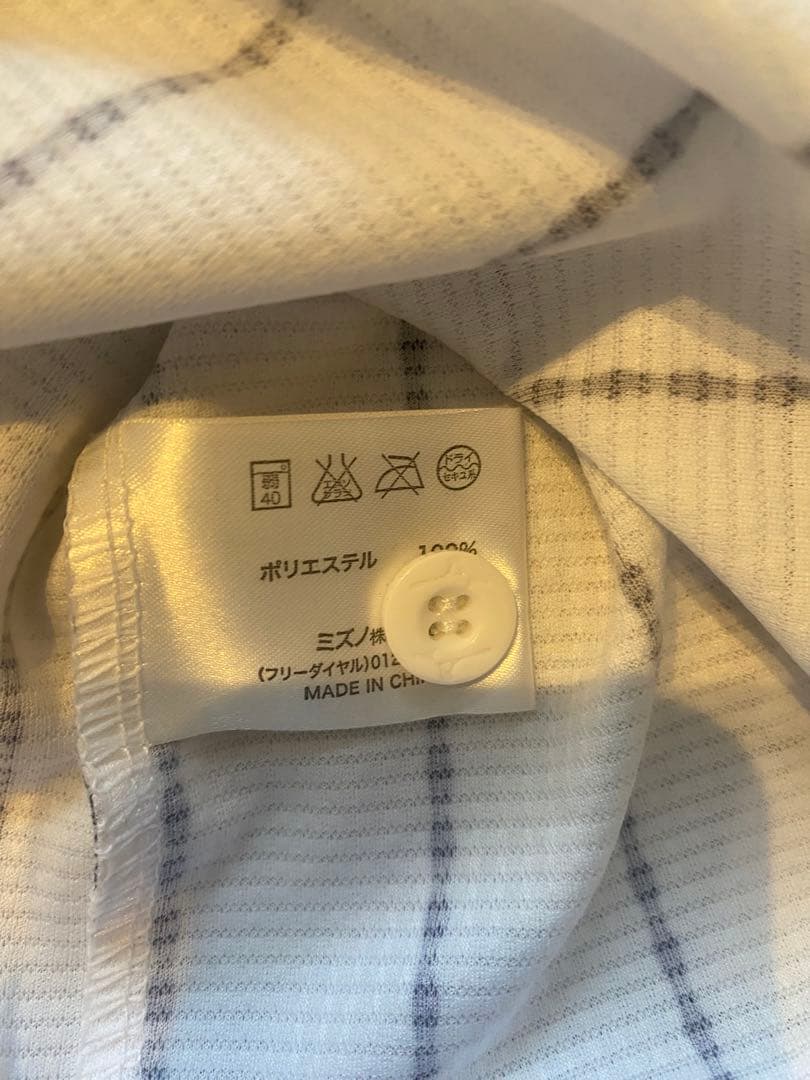 弱
40
エンソ
サラシ
ドライ
セキユ系
ポリエステル 100%
ミズノ株
(フリーダイヤル)012
MADE IN CHI